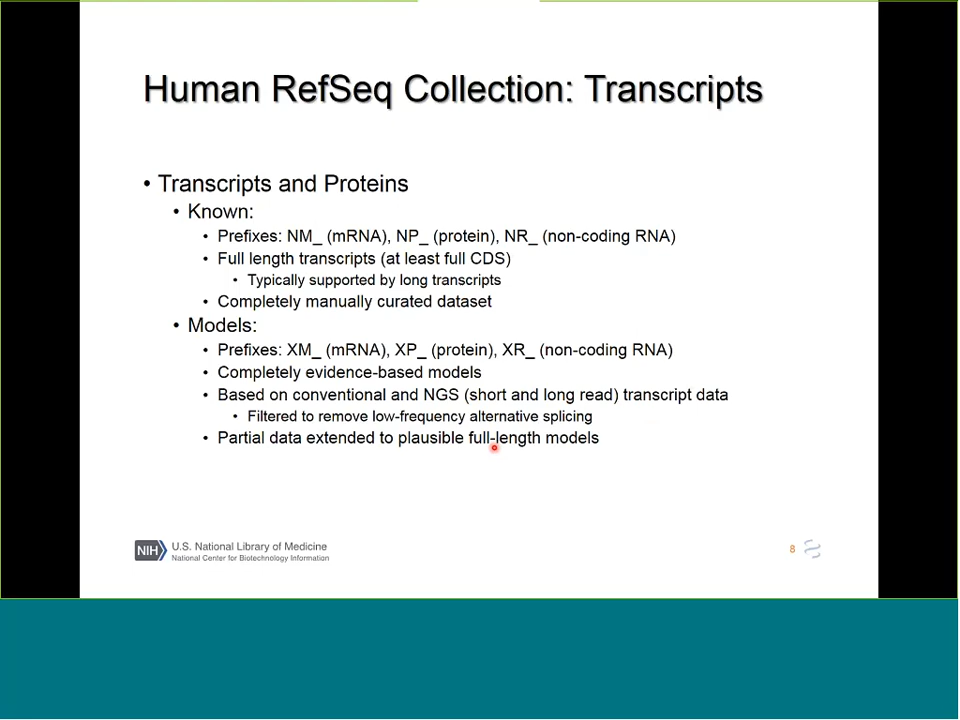 Human RefSeq Collection: Transcripts
• Transcripts and Proteins
• Known:
• Prefixes: NM_ (mRNA), NP_ (protein), NR_ (non-coding RNA)
• Full length transcripts (at least full CDS)
• Typically supported by long transcripts
• Completely manually curated dataset
• Models:
• Prefixes: XM_ (mRNA), XP_ (protein), XR_ (non-coding RNA)
• Completely evidence-based models
• Based on conventional and NGS (short and long read) transcript data
• Filtered to remove low-frequency alternative splicing
• Partial data extended to plausible full-length models
NIH U.S. National Library of Medicine
National Center for Biotechnology Information
8